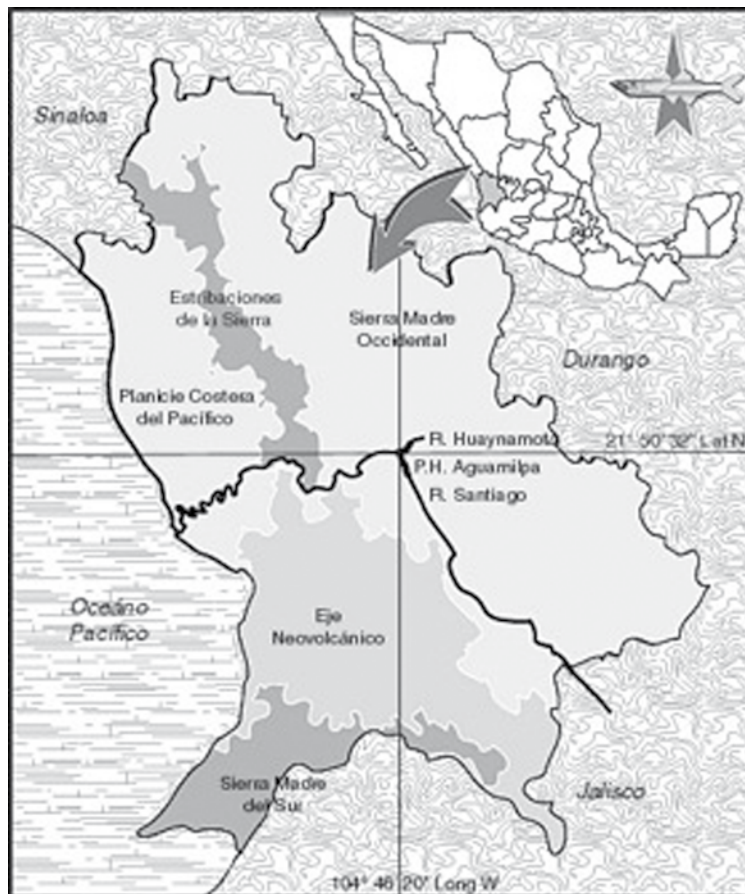 Sinaloa
Estribaciones
de la Sierra
Sierra Madre
Occidental
Durango
Planicie Costera
del Pacífico
R. Huaynamota
21° 50' 32" Lat N
P.H. Aguamilpa
R. Santiago
Oceáno
Pacífico
Eje
Neovolcánico
Sierra Madre
del Sur
Jalisco
104° 46' 20" Long W